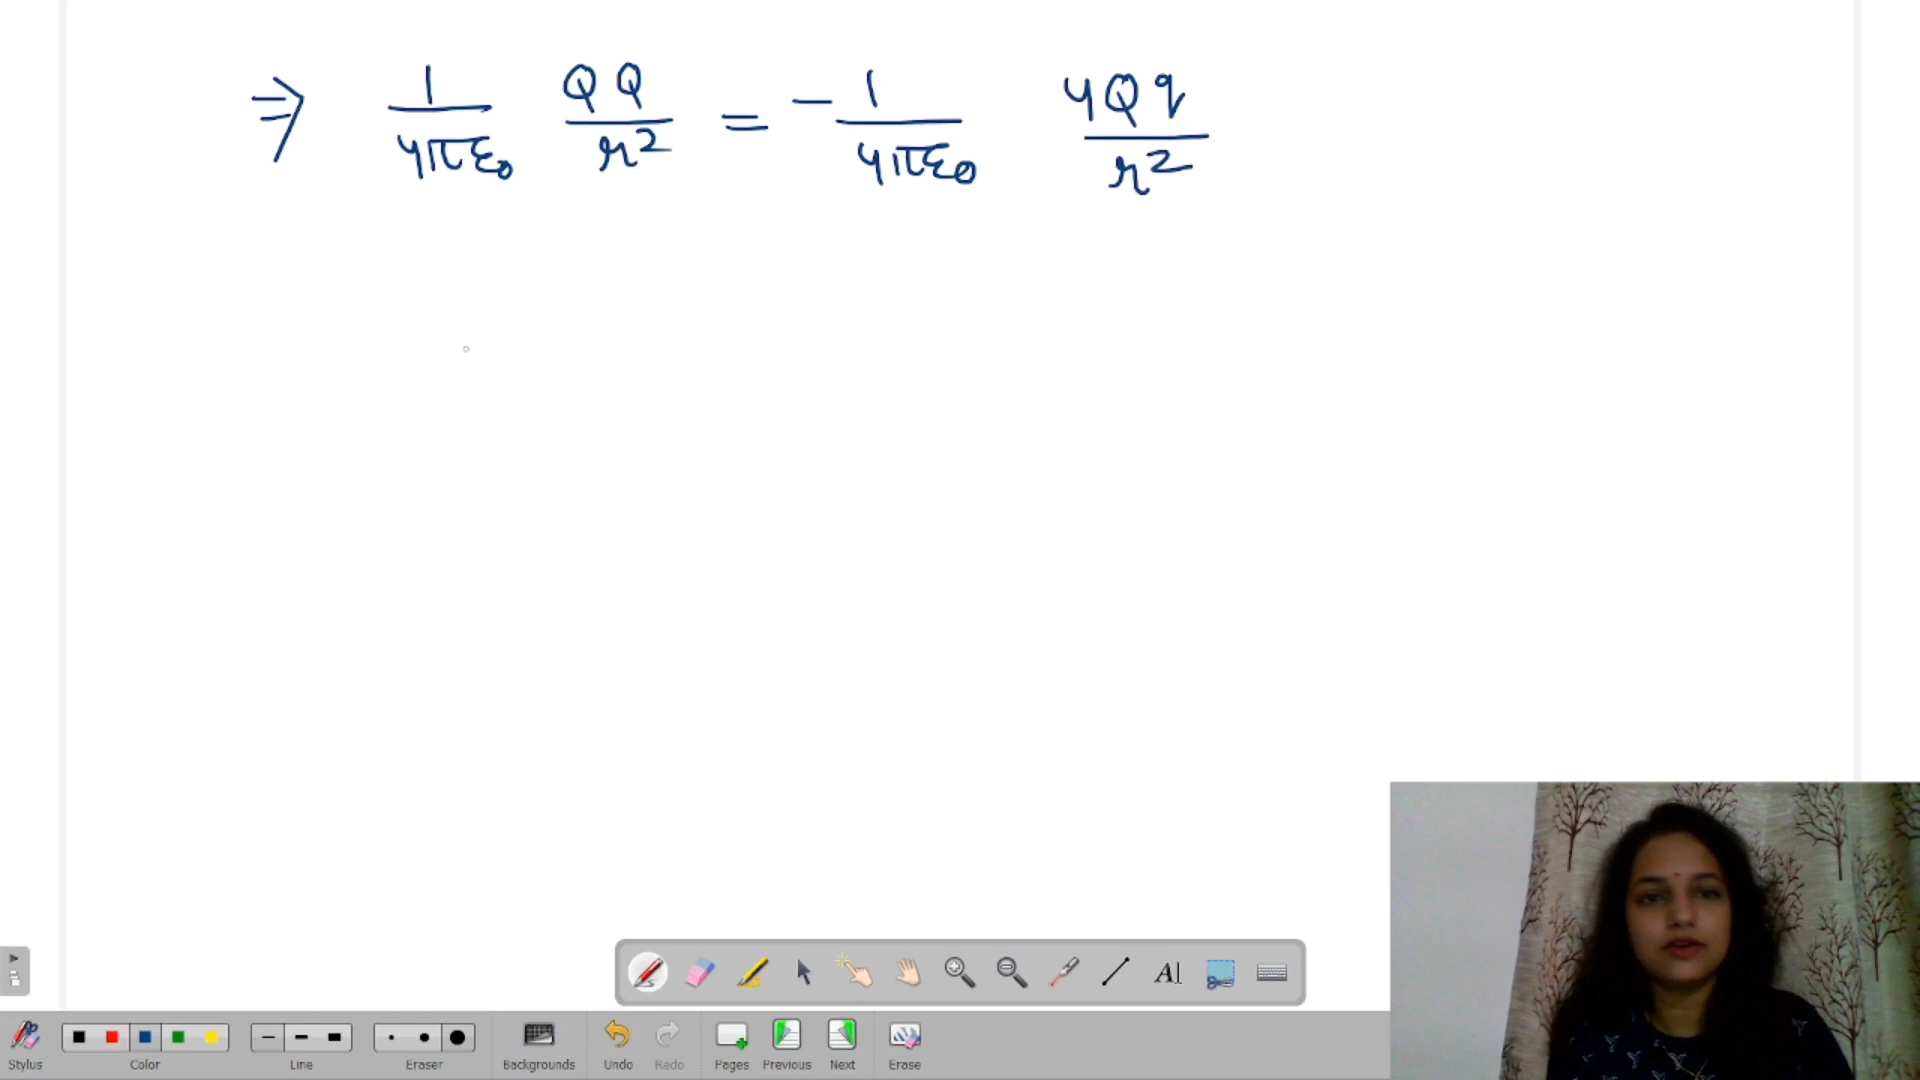 ⇒ 1/4πε₀ QQ/r² = - 1/4πε₀ 4Qq/r²
AI
Stylus Color Line Eraser Backgrounds Undo Redo Pages Previous Next Erase